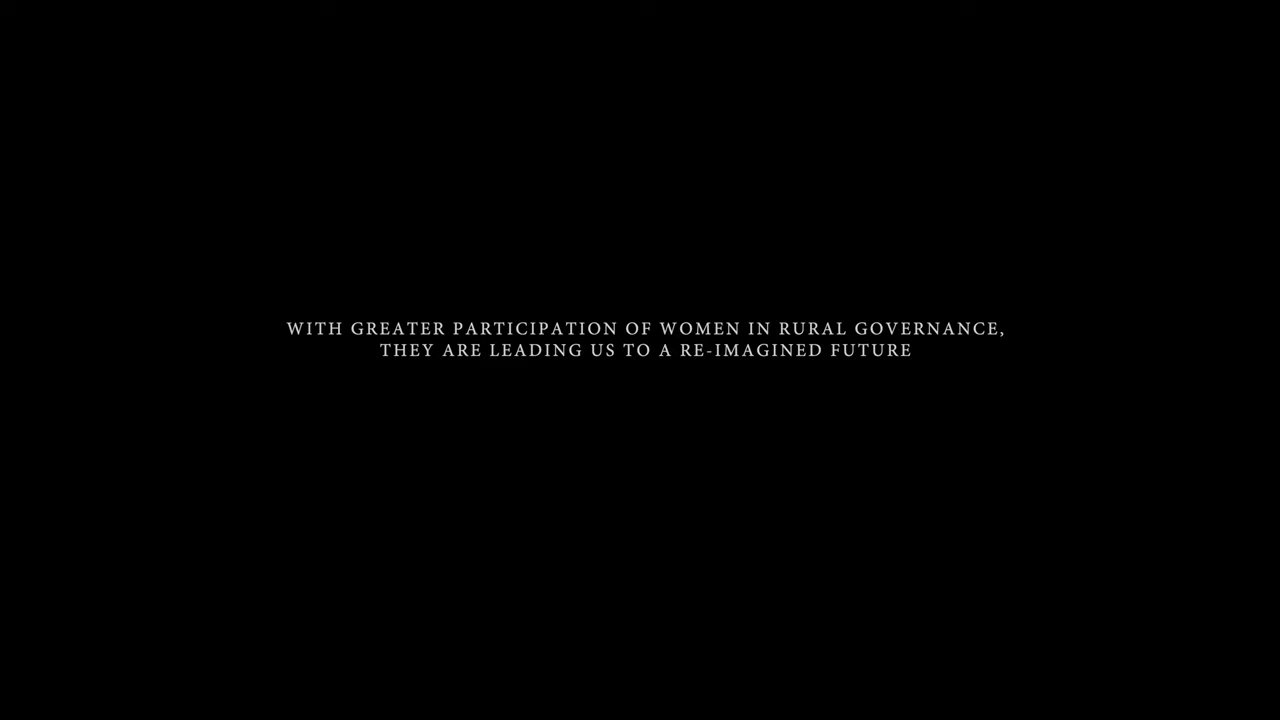 WITH GREATER PARTICIPATION OF WOMEN IN RURAL GOVERNANCE,
THEY ARE LEADING US TO A RE-IMAGINED FUTURE